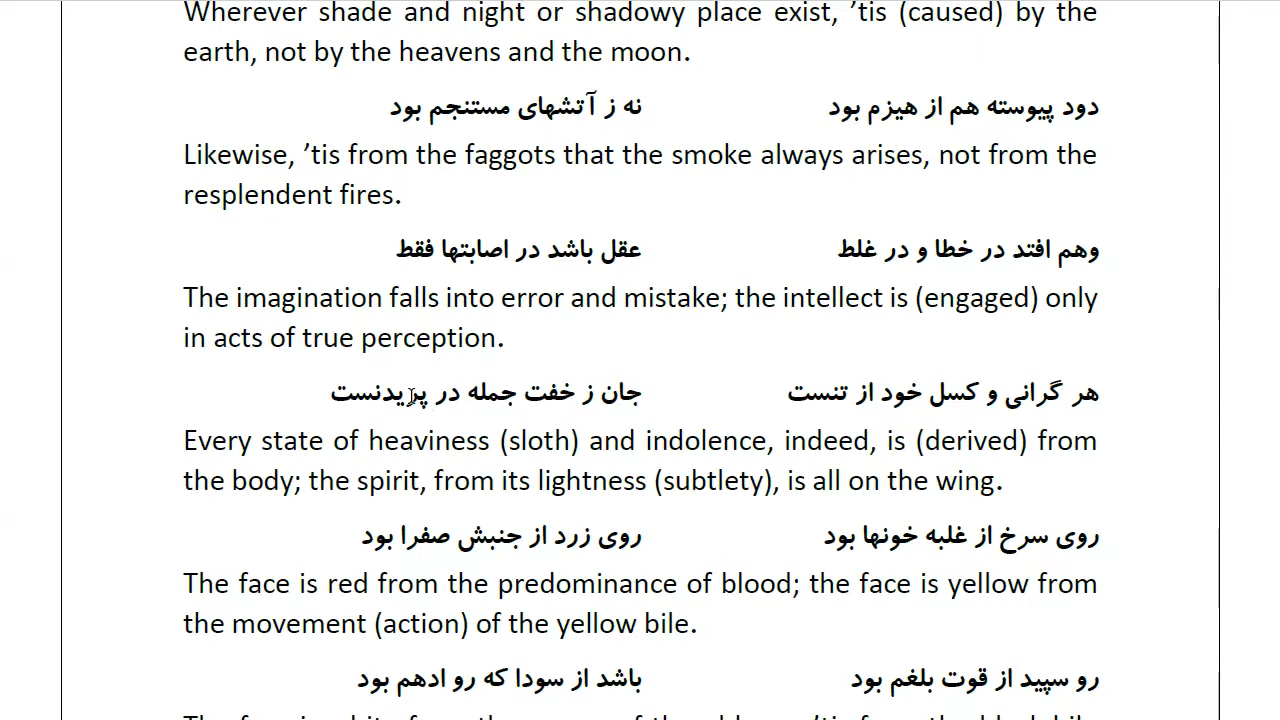 Wherever shade and night or shadowy place exist, ’tis (caused) by the
earth, not by the heavens and the moon.
دود پیوسته هم از هیزم بود نه ز آتشهای مستنجم بود
Likewise, ’tis from the faggots that the smoke always arises, not from the
resplendent fires.
وهم افتد در خطا و در غلط عقل باشد در اصابتها فقط
The imagination falls into error and mistake; the intellect is (engaged) only
in acts of true perception.
هر گرانی و کسل خود از تنست جان ز خفت جمله در پریدنست
Every state of heaviness (sloth) and indolence, indeed, is (derived) from
the body; the spirit, from its lightness (subtlety), is all on the wing.
روی سرخ از غلبه خونها بود روی زرد از جنبش صفرا بود
The face is red from the predominance of blood; the face is yellow from
the movement (action) of the yellow bile.
رو سپید از قوت بلغم بود باشد از سودا که رو ادهم بود